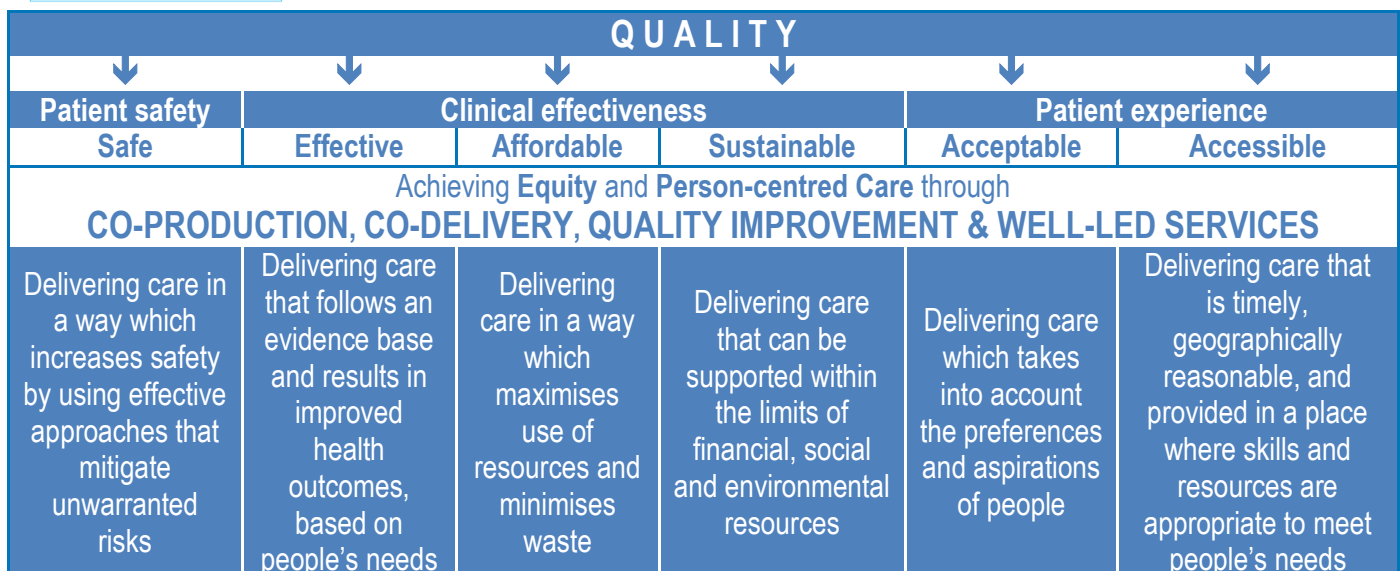 QUALITY
Patient safety
Clinical effectiveness
Patient experience
Safe
Effective
Affordable
Sustainable
Acceptable
Accessible
Achieving Equity and Person-centred Care through
CO-PRODUCTION, CO-DELIVERY, QUALITY IMPROVEMENT & WELL-LED SERVICES
Delivering care in
a way which
increases safety
by using effective
approaches that
mitigate
unwarranted
risks
Delivering care
that follows an
evidence base
and results in
improved
health
outcomes,
based on
people’s needs
Delivering
care in a way
which
maximises
use of
resources and
minimises
waste
Delivering care
that can be
supported within
the limits of
financial, social
and environmental
resources
Delivering care
which takes
into account
the preferences
and aspirations
of people
Delivering care that
is timely,
geographically
reasonable, and
provided in a place
where skills and
resources are
appropriate to meet
people’s needs